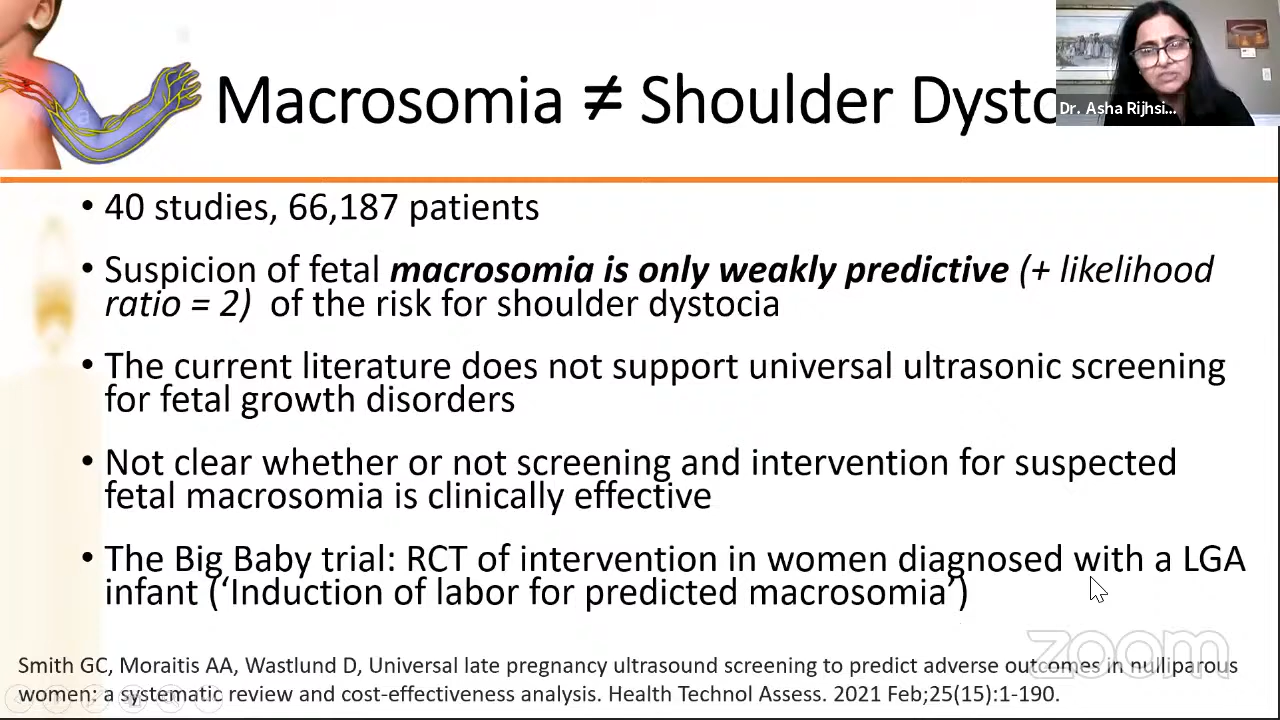 Macrosomia ≠ Shoulder Dysto
Dr. Asha Rijhsi...
• 40 studies, 66,187 patients
• Suspicion of fetal macrosomia is only weakly predictive (+ likelihood
ratio = 2) of the risk for shoulder dystocia
• The current literature does not support universal ultrasonic screening
for fetal growth disorders
• Not clear whether or not screening and intervention for suspected
fetal macrosomia is clinically effective
• The Big Baby trial: RCT of intervention in women diagnosed with a LGA
infant (‘Induction of labor for predicted macrosomia’)
zoom
Smith GC, Moraitis AA, Wastlund D, Universal late pregnancy ultrasound screening to predict adverse outcomes in nulliparous
women: a systematic review and cost-effectiveness analysis. Health Technol Assess. 2021 Feb;25(15):1-190.